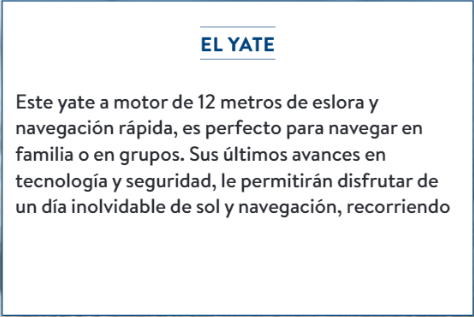 EL YATE
Este yate a motor de 12 metros de eslora y
navegación rápida, es perfecto para navegar en
familia o en grupos. Sus últimos avances en
tecnología y seguridad, le permitirán disfrutar de
un día inolvidable de sol y navegación, recorriendo